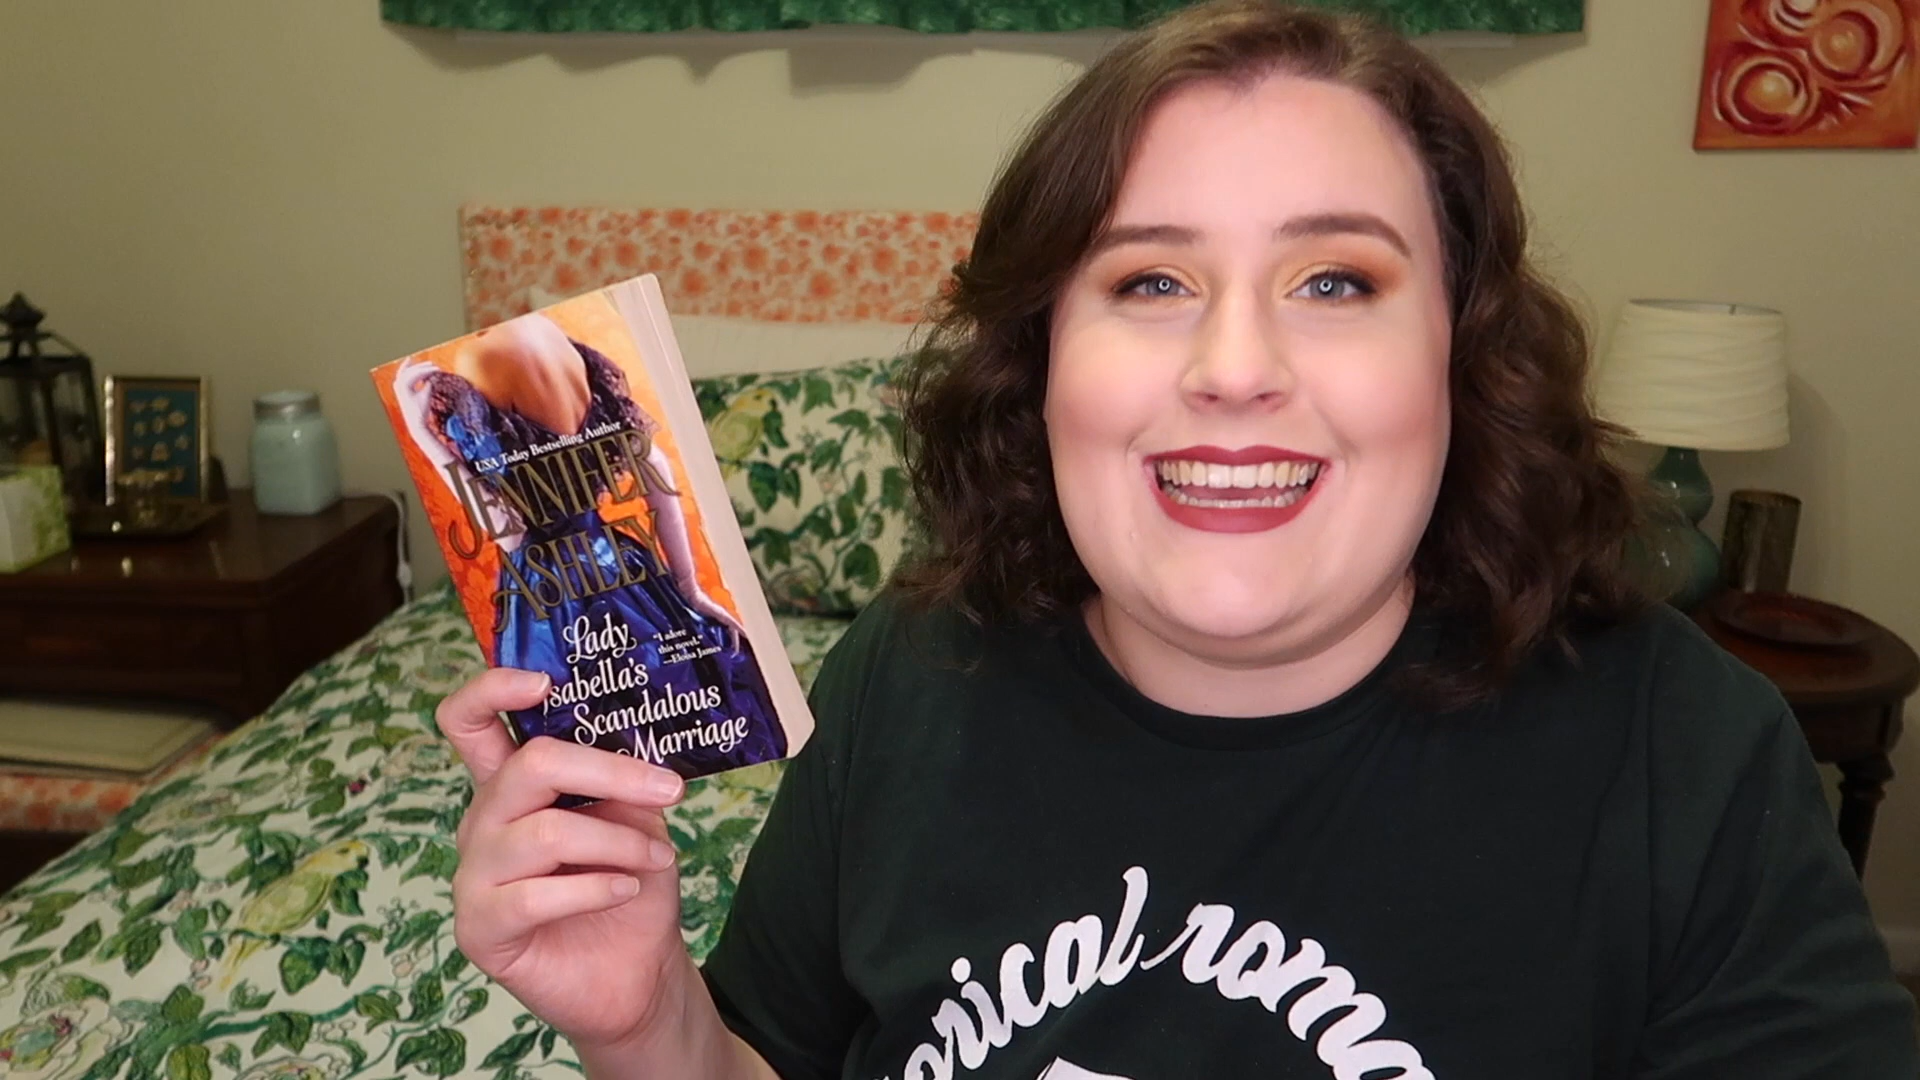 USA Today Bestselling Author
JENNIFER
ASHLEY
Lady
Isabella's
Scandalous
Marriage
"I adore
this novel."
—Eloisa James
orical roma